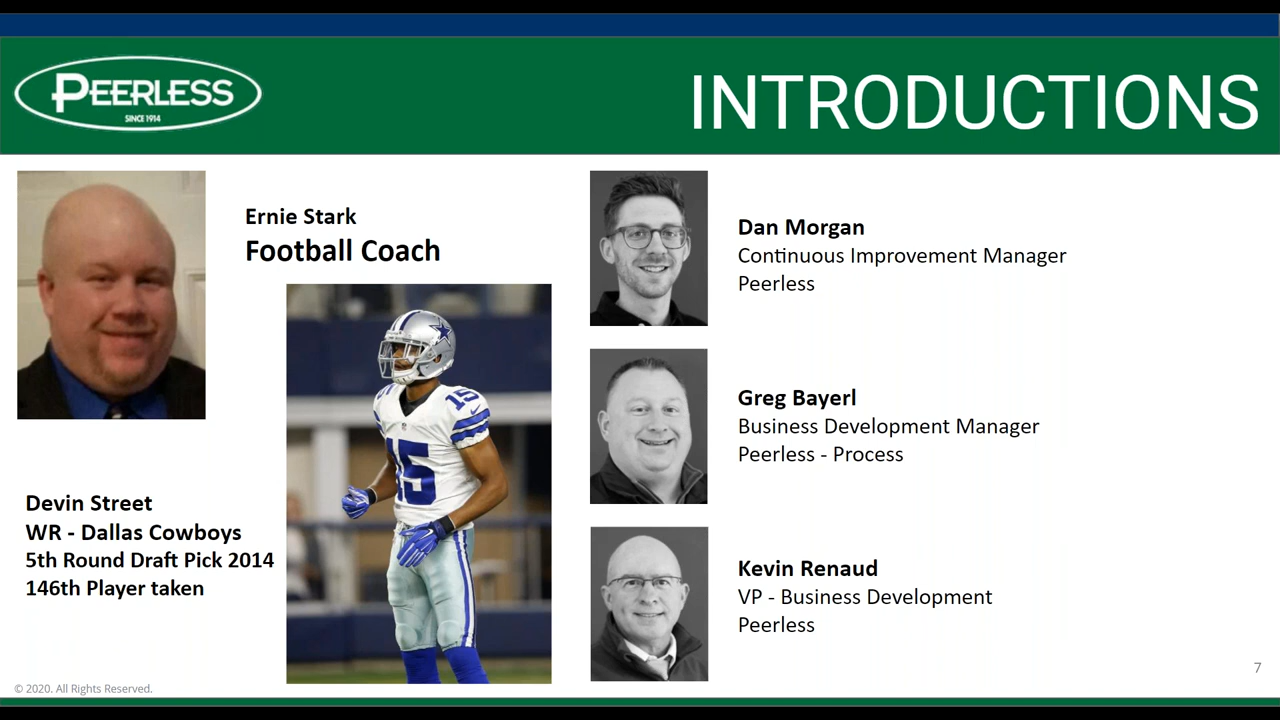 PEERLESS
SINCE 1914
INTRODUCTIONS
Ernie Stark
Football Coach
15
15
Devin Street
WR - Dallas Cowboys
5th Round Draft Pick 2014
146th Player taken
Dan Morgan
Continuous Improvement Manager
Peerless
Greg Bayerl
Business Development Manager
Peerless - Process
Kevin Renaud
VP - Business Development
Peerless
7
© 2020. All Rights Reserved.